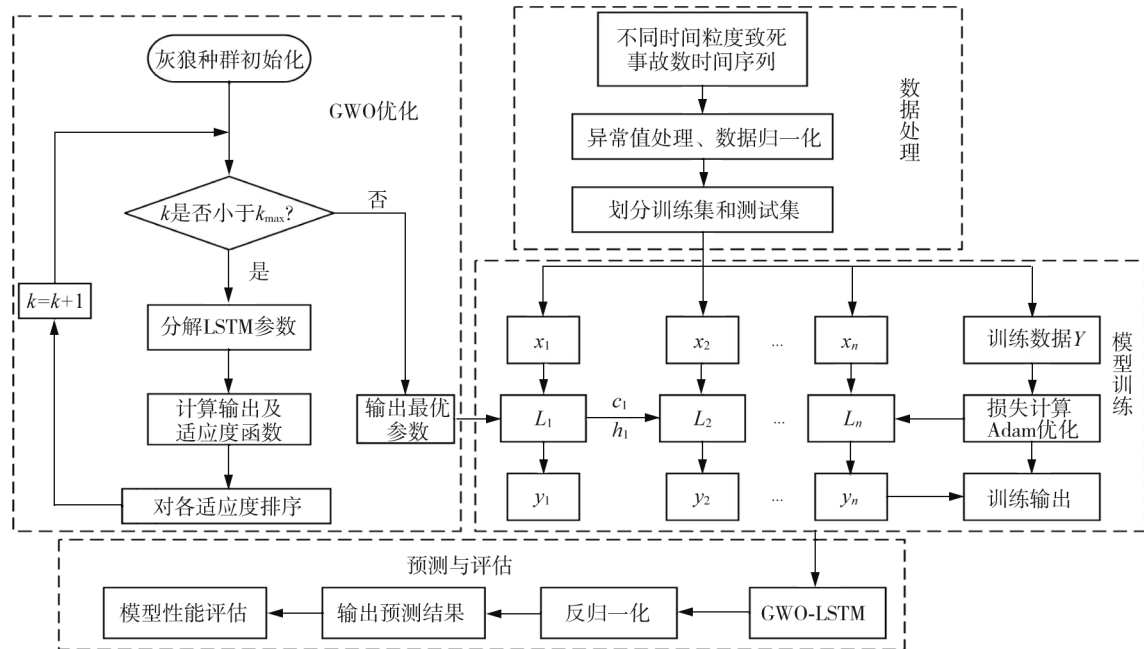 灰狼种群初始化
GWO优化
k是否小于kmax?
否
是
k=k+1
分解LSTM参数
计算输出及
适应度函数
对各适应度排序
输出最优
参数
不同时间粒度致死
事故数时间序列
异常值处理、数据归一化
划分训练集和测试集
数据处理
x1
x2
...
xn
训练数据Y
模型训练
L1
c1
h1
L2
...
Ln
损失计算
Adam优化
y1
y2
...
yn
训练输出
预测与评估
模型性能评估
输出预测结果
反归一化
GWO-LSTM